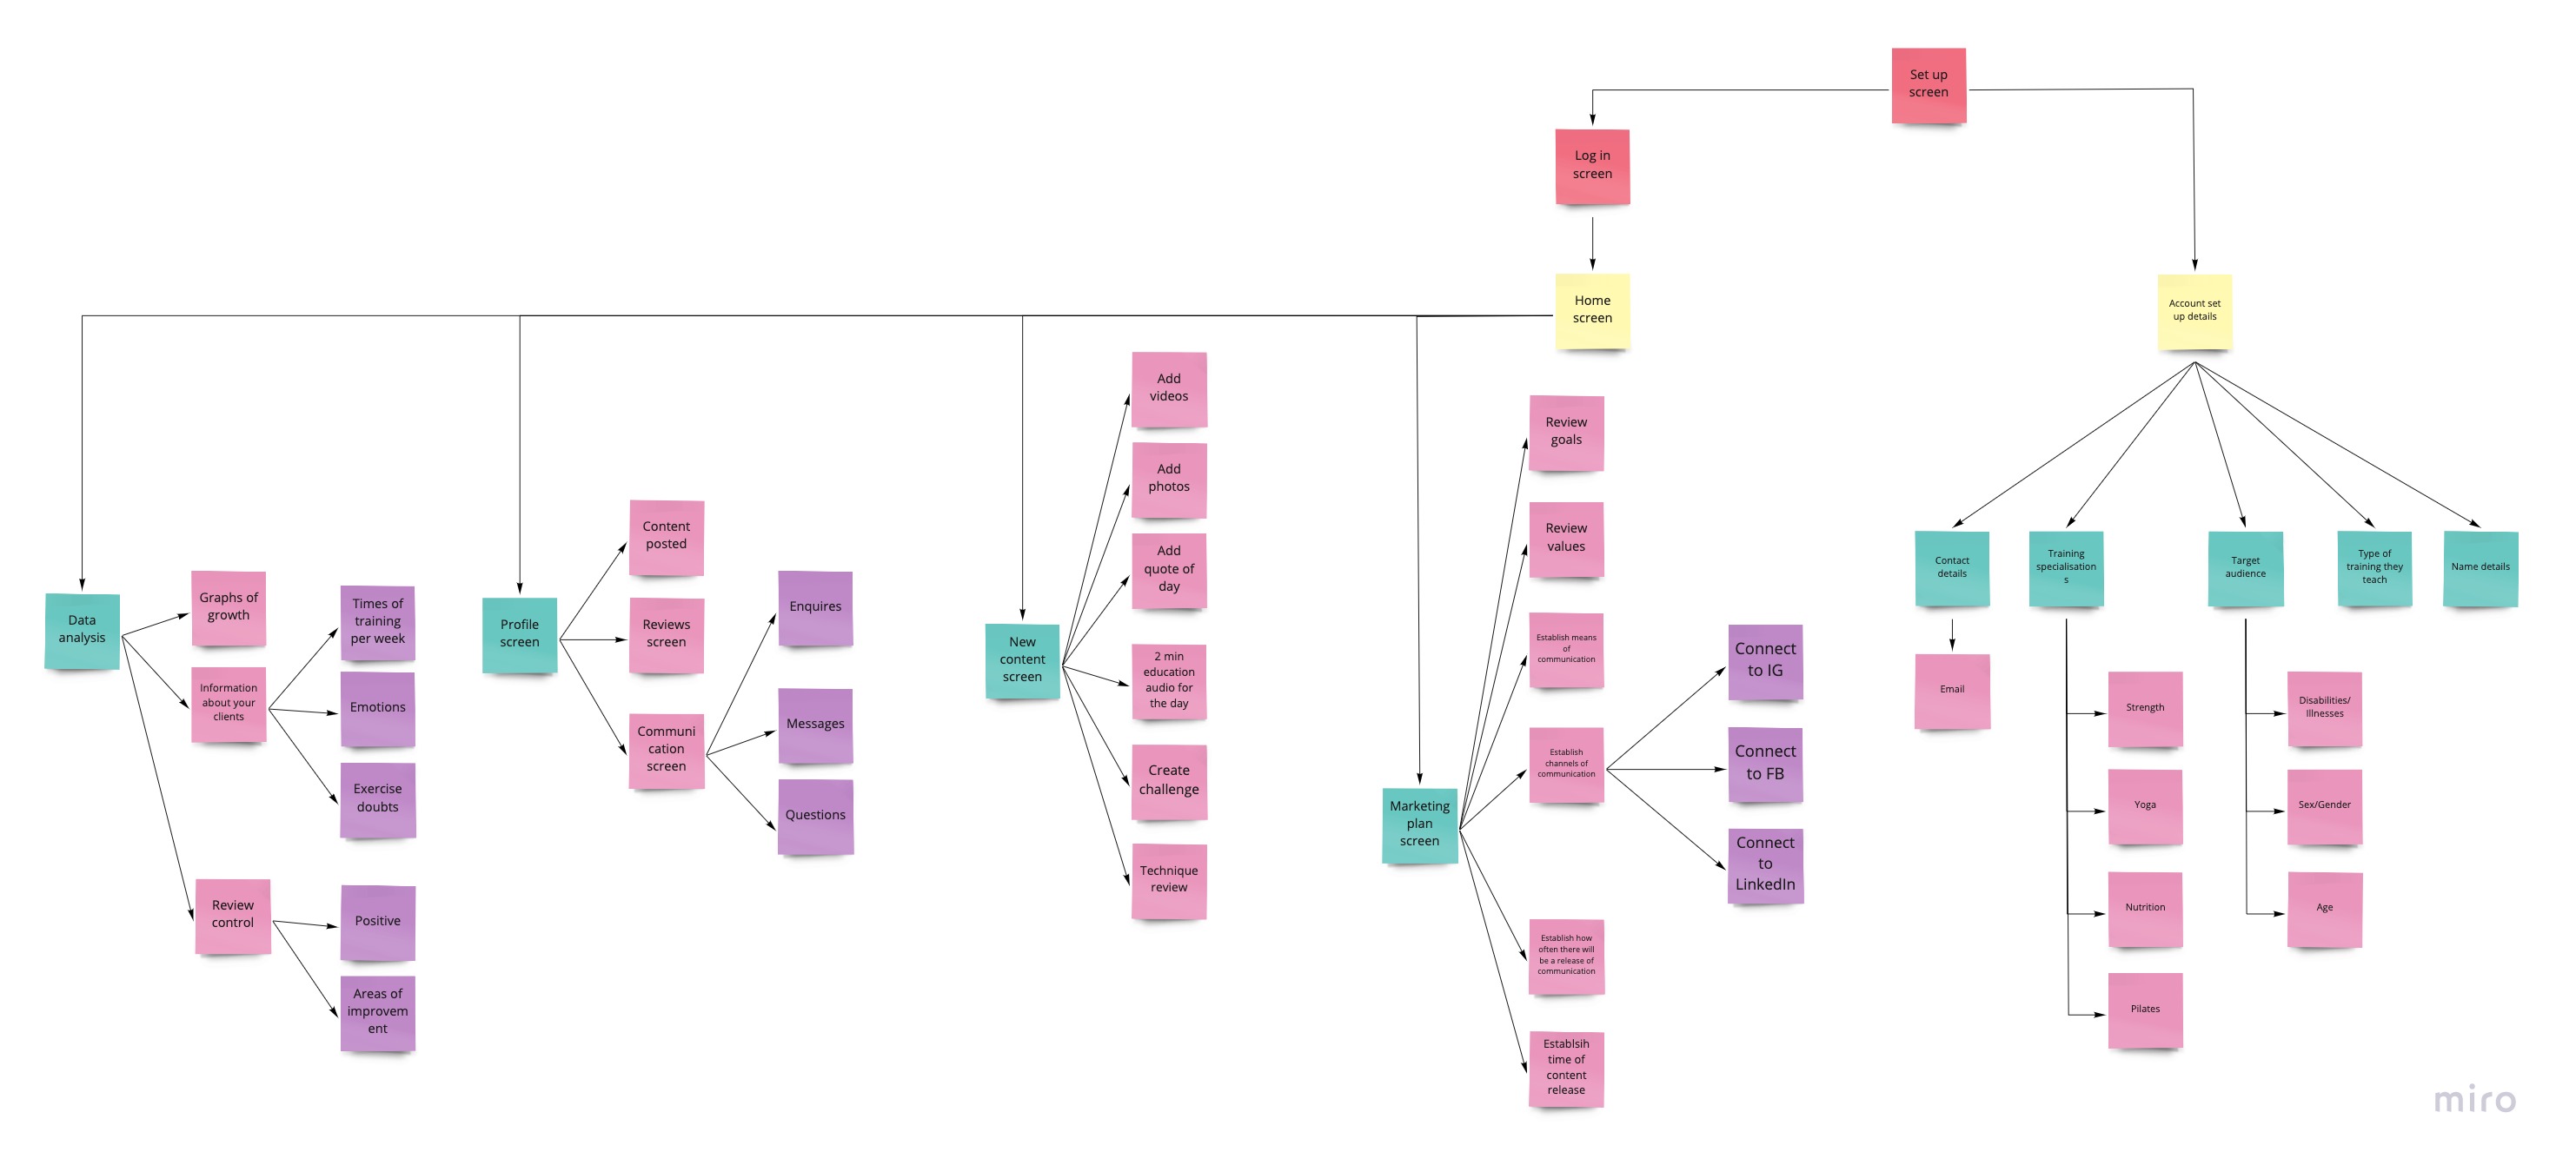 Set up
screen
Log in
screen
Home
screen
Account set
up details
Data
analysis
Graphs of
growth
Information
about your
clients
Times of
training
per week
Emotions
Exercise
doubts
Review
control
Positive
Areas of
improvem
ent
Profile
screen
Content
posted
Reviews
screen
Communi
cation
screen
Enquires
Messages
Questions
New
content
screen
Add
videos
Add
photos
Add
quote of
day
2 min
education
audio for
the day
Create
challenge
Technique
review
Marketing
plan
screen
Review
goals
Review
values
Establish means
of
communication
Establish
channels of
communication
Connect
to IG
Connect
to FB
Connect
to
LinkedIn
Establish how
often there will
be a release of
communication
Establsih
time of
content
release
Contact
details
Email
Training
specialisation
s
Strength
Yoga
Nutrition
Pilates
Target
audience
Disabilities/
Illnesses
Sex/Gender
Age
Type of
training they
teach
Name details
miro